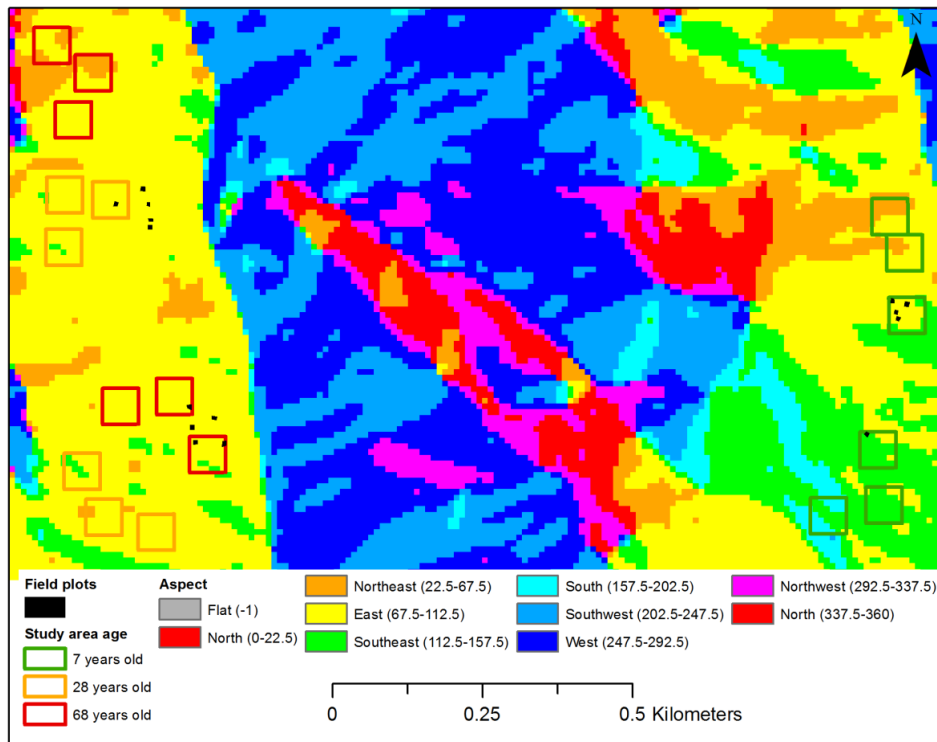 N
Field plots
Study area age
7 years old
28 years old
68 years old
Aspect
Flat (-1)
North (0-22.5)
Northeast (22.5-67.5)
East (67.5-112.5)
Southeast (112.5-157.5)
South (157.5-202.5)
Southwest (202.5-247.5)
West (247.5-292.5)
Northwest (292.5-337.5)
North (337.5-360)
0 0.25 0.5 Kilometers